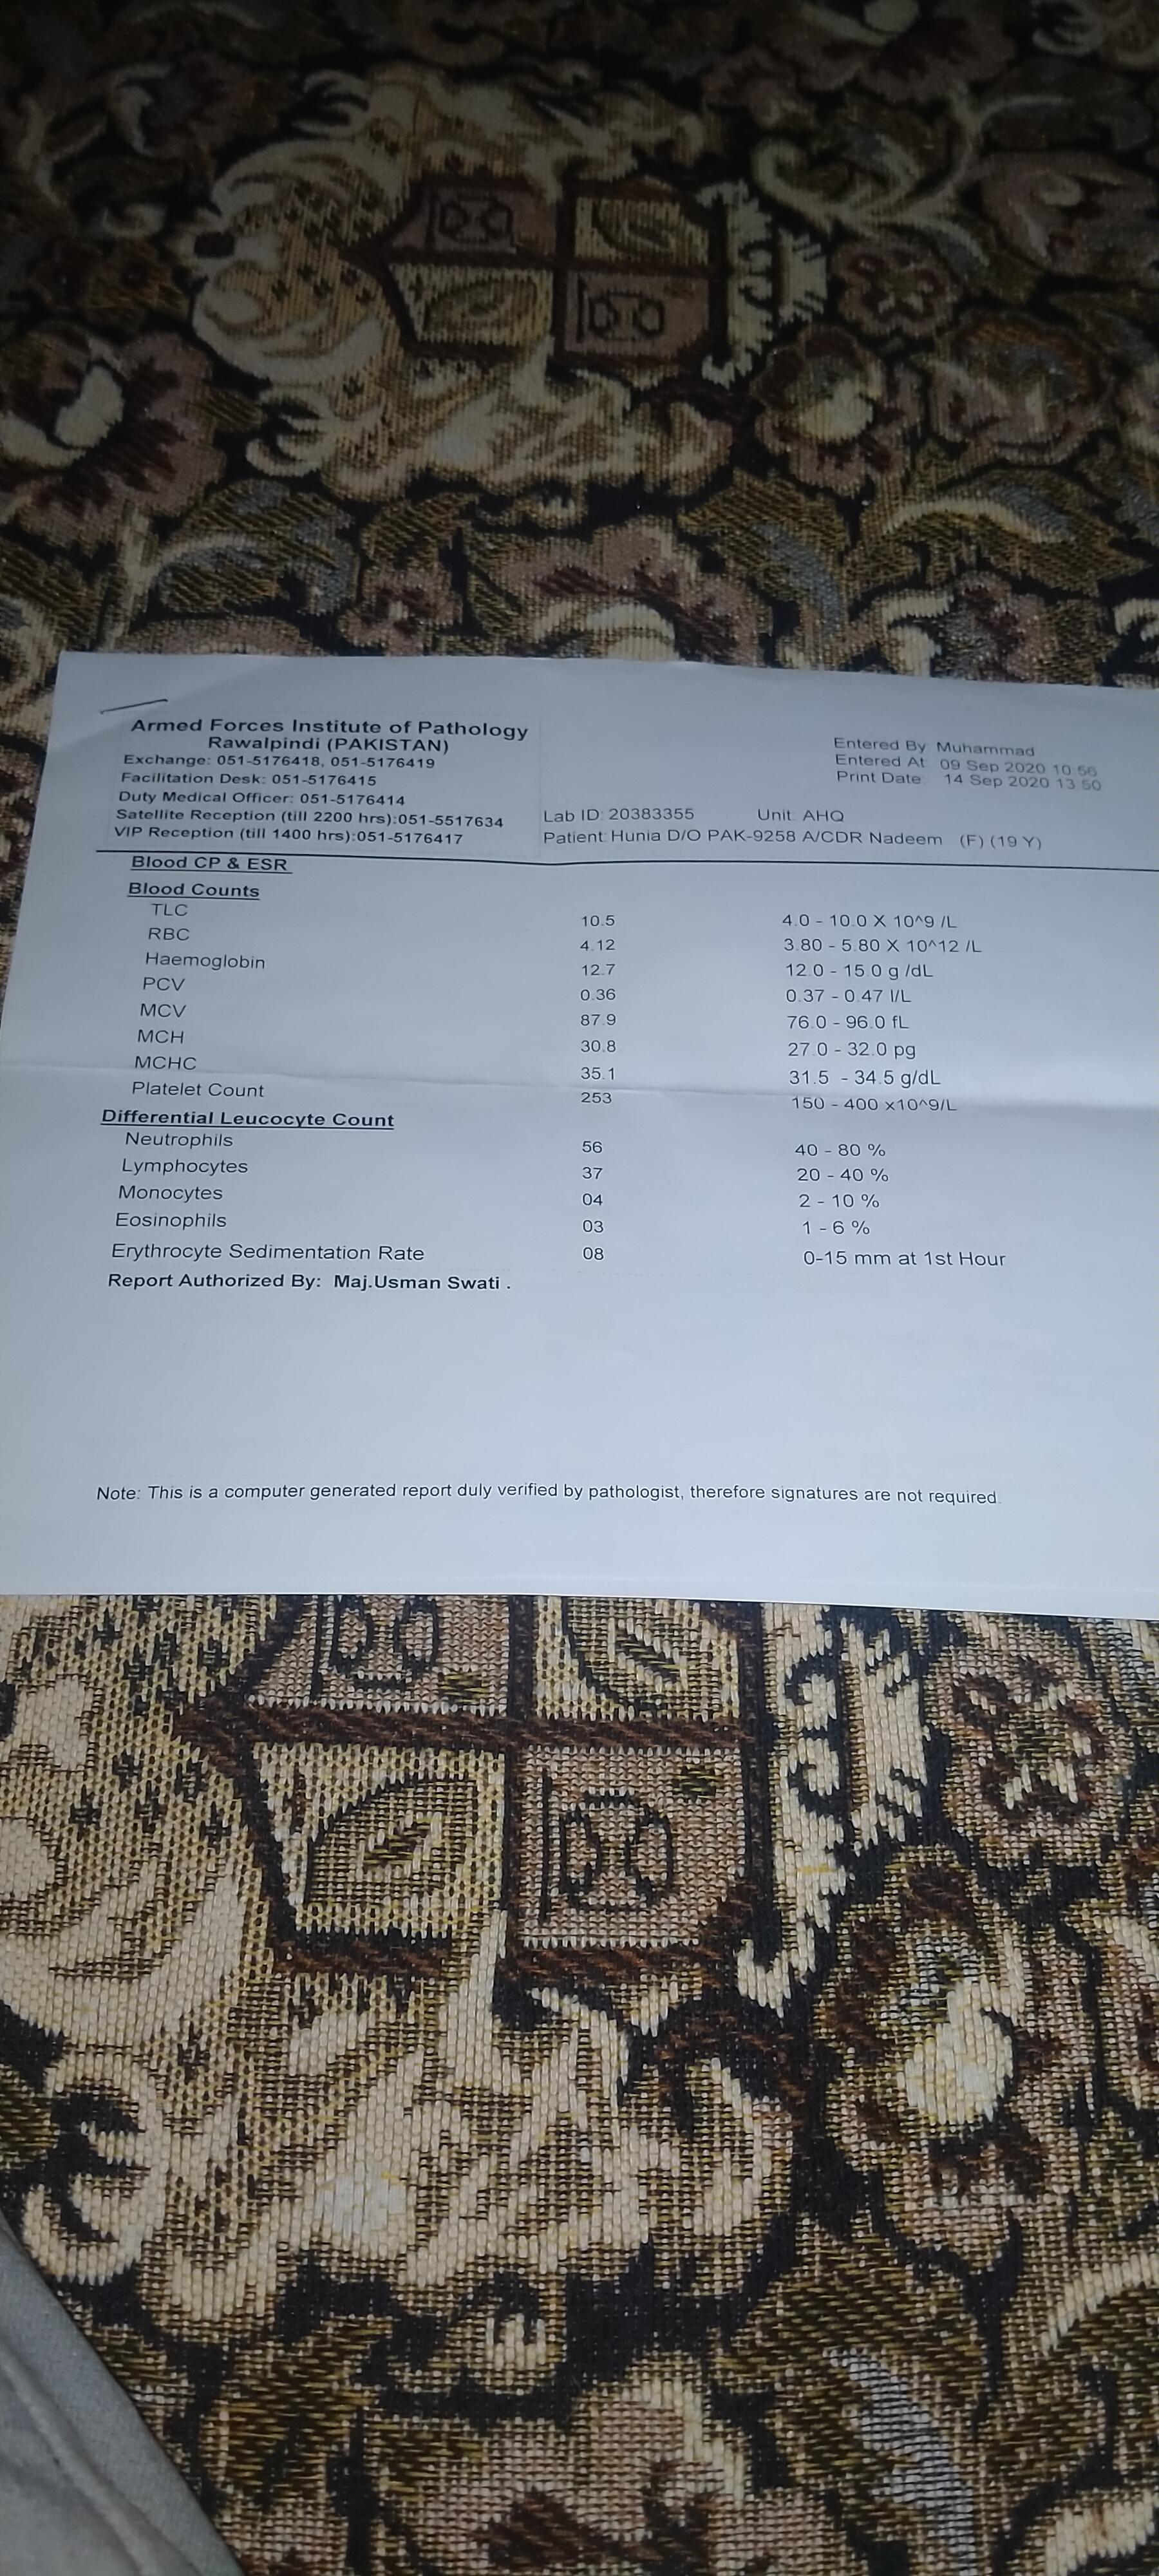 Armed Forces Institute of Pathology
Rawalpindi (PAKISTAN)
Exchange: 051-5176418, 051-5176419
Facilitation Desk: 051-5176415
Duty Medical Officer: 051-5176414
Satellite Reception (till 2200 hrs):051-5517634
VIP Reception (till 1400 hrs):051-5176417
Entered By: Muhammad
Entered At: 09 Sep 2020 10:56
Print Date: 14 Sep 2020 13:50
Lab ID: 20383355 Unit: AHQ
Patient: Hunia D/O PAK-9258 A/CDR Nadeem (F) (19 Y)
Blood CP & ESR
Blood Counts
TLC 10.5 4.0 - 10.0 X 10^9 /L
RBC 4.12 3.80 - 5.80 X 10^12 /L
Haemoglobin 12.7 12.0 - 15.0 g /dL
PCV 0.36 0.37 - 0.47 l/L
MCV 87.9 76.0 - 96.0 fL
MCH 30.8 27.0 - 32.0 pg
MCHC 35.1 31.5 - 34.5 g/dL
Platelet Count 253 150 - 400 x10^9/L
Differential Leucocyte Count
Neutrophils 56 40 - 80 %
Lymphocytes 37 20 - 40 %
Monocytes 04 2 - 10 %
Eosinophils 03 1 - 6 %
Erythrocyte Sedimentation Rate 08 0-15 mm at 1st Hour
Report Authorized By: Maj.Usman Swati .
Note: This is a computer generated report duly verified by pathologist, therefore signatures are not required.